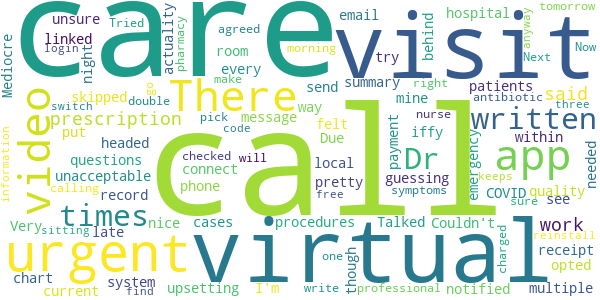 care
visit
call
virtual
urgent
There
video
app
written
times
Dr
prescription
work
said
Mediocre
unsure
Tried
linked
login
night
skipped
pharmacy
actuality
agreed
room
every
morning
make
switch
double
go
email
hospital
tomorrow
behind
try
any
anyway
Next
Now
send
summary
patients
right
antibiotic
three
message
way
mine
pick
code
nurse
iffy
within
put
felt
Due
payment
emergency
questions
headed
checked
will
local
guessing
symptoms
COVID
quality
needed
information
unacceptable
connect
pretty
calling
record
phone
free
sure
see
Very
sitting
nice
cases
procedures
Talked
Couldn't
keeps
late
though
one
charged
professional
reinstall
chart
system
upsetting
I'm
write
notified
opted
receipt
current
find
multiple